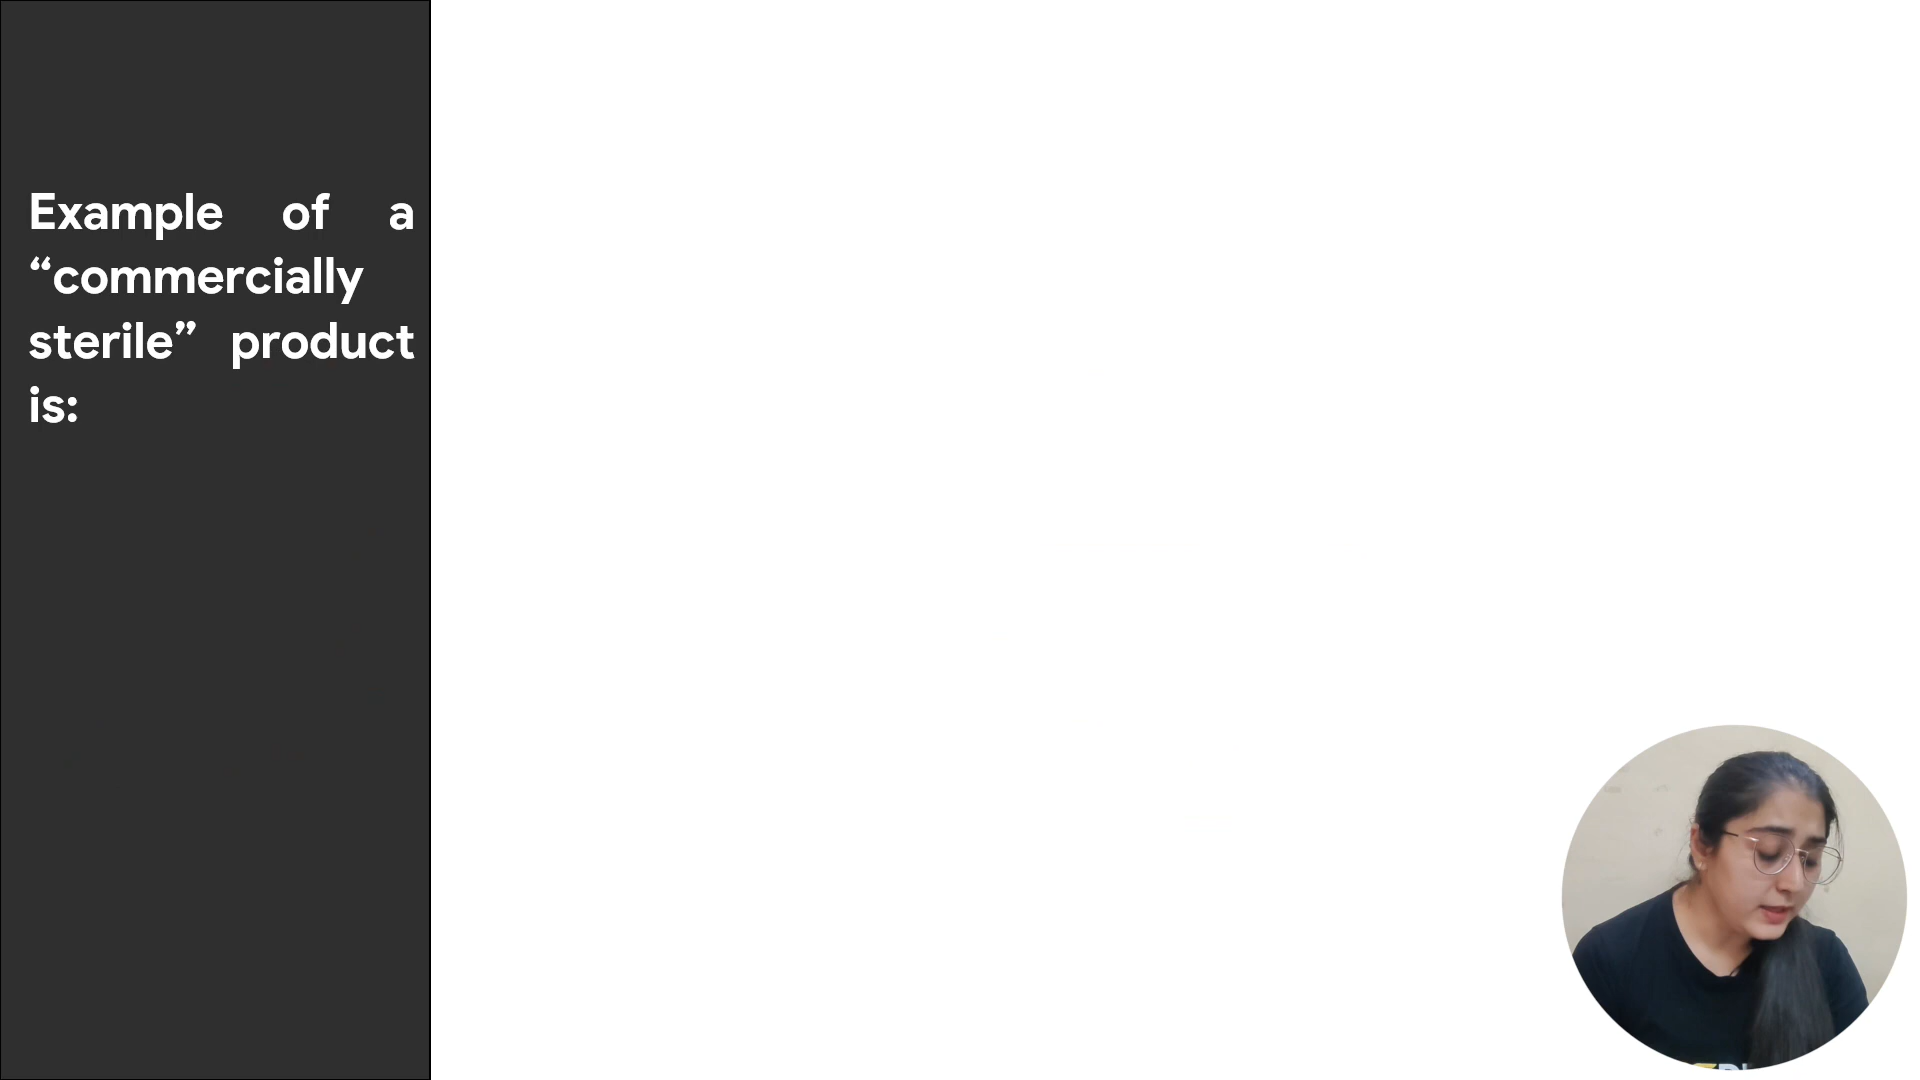 Example of a
“commercially
sterile” product
is: